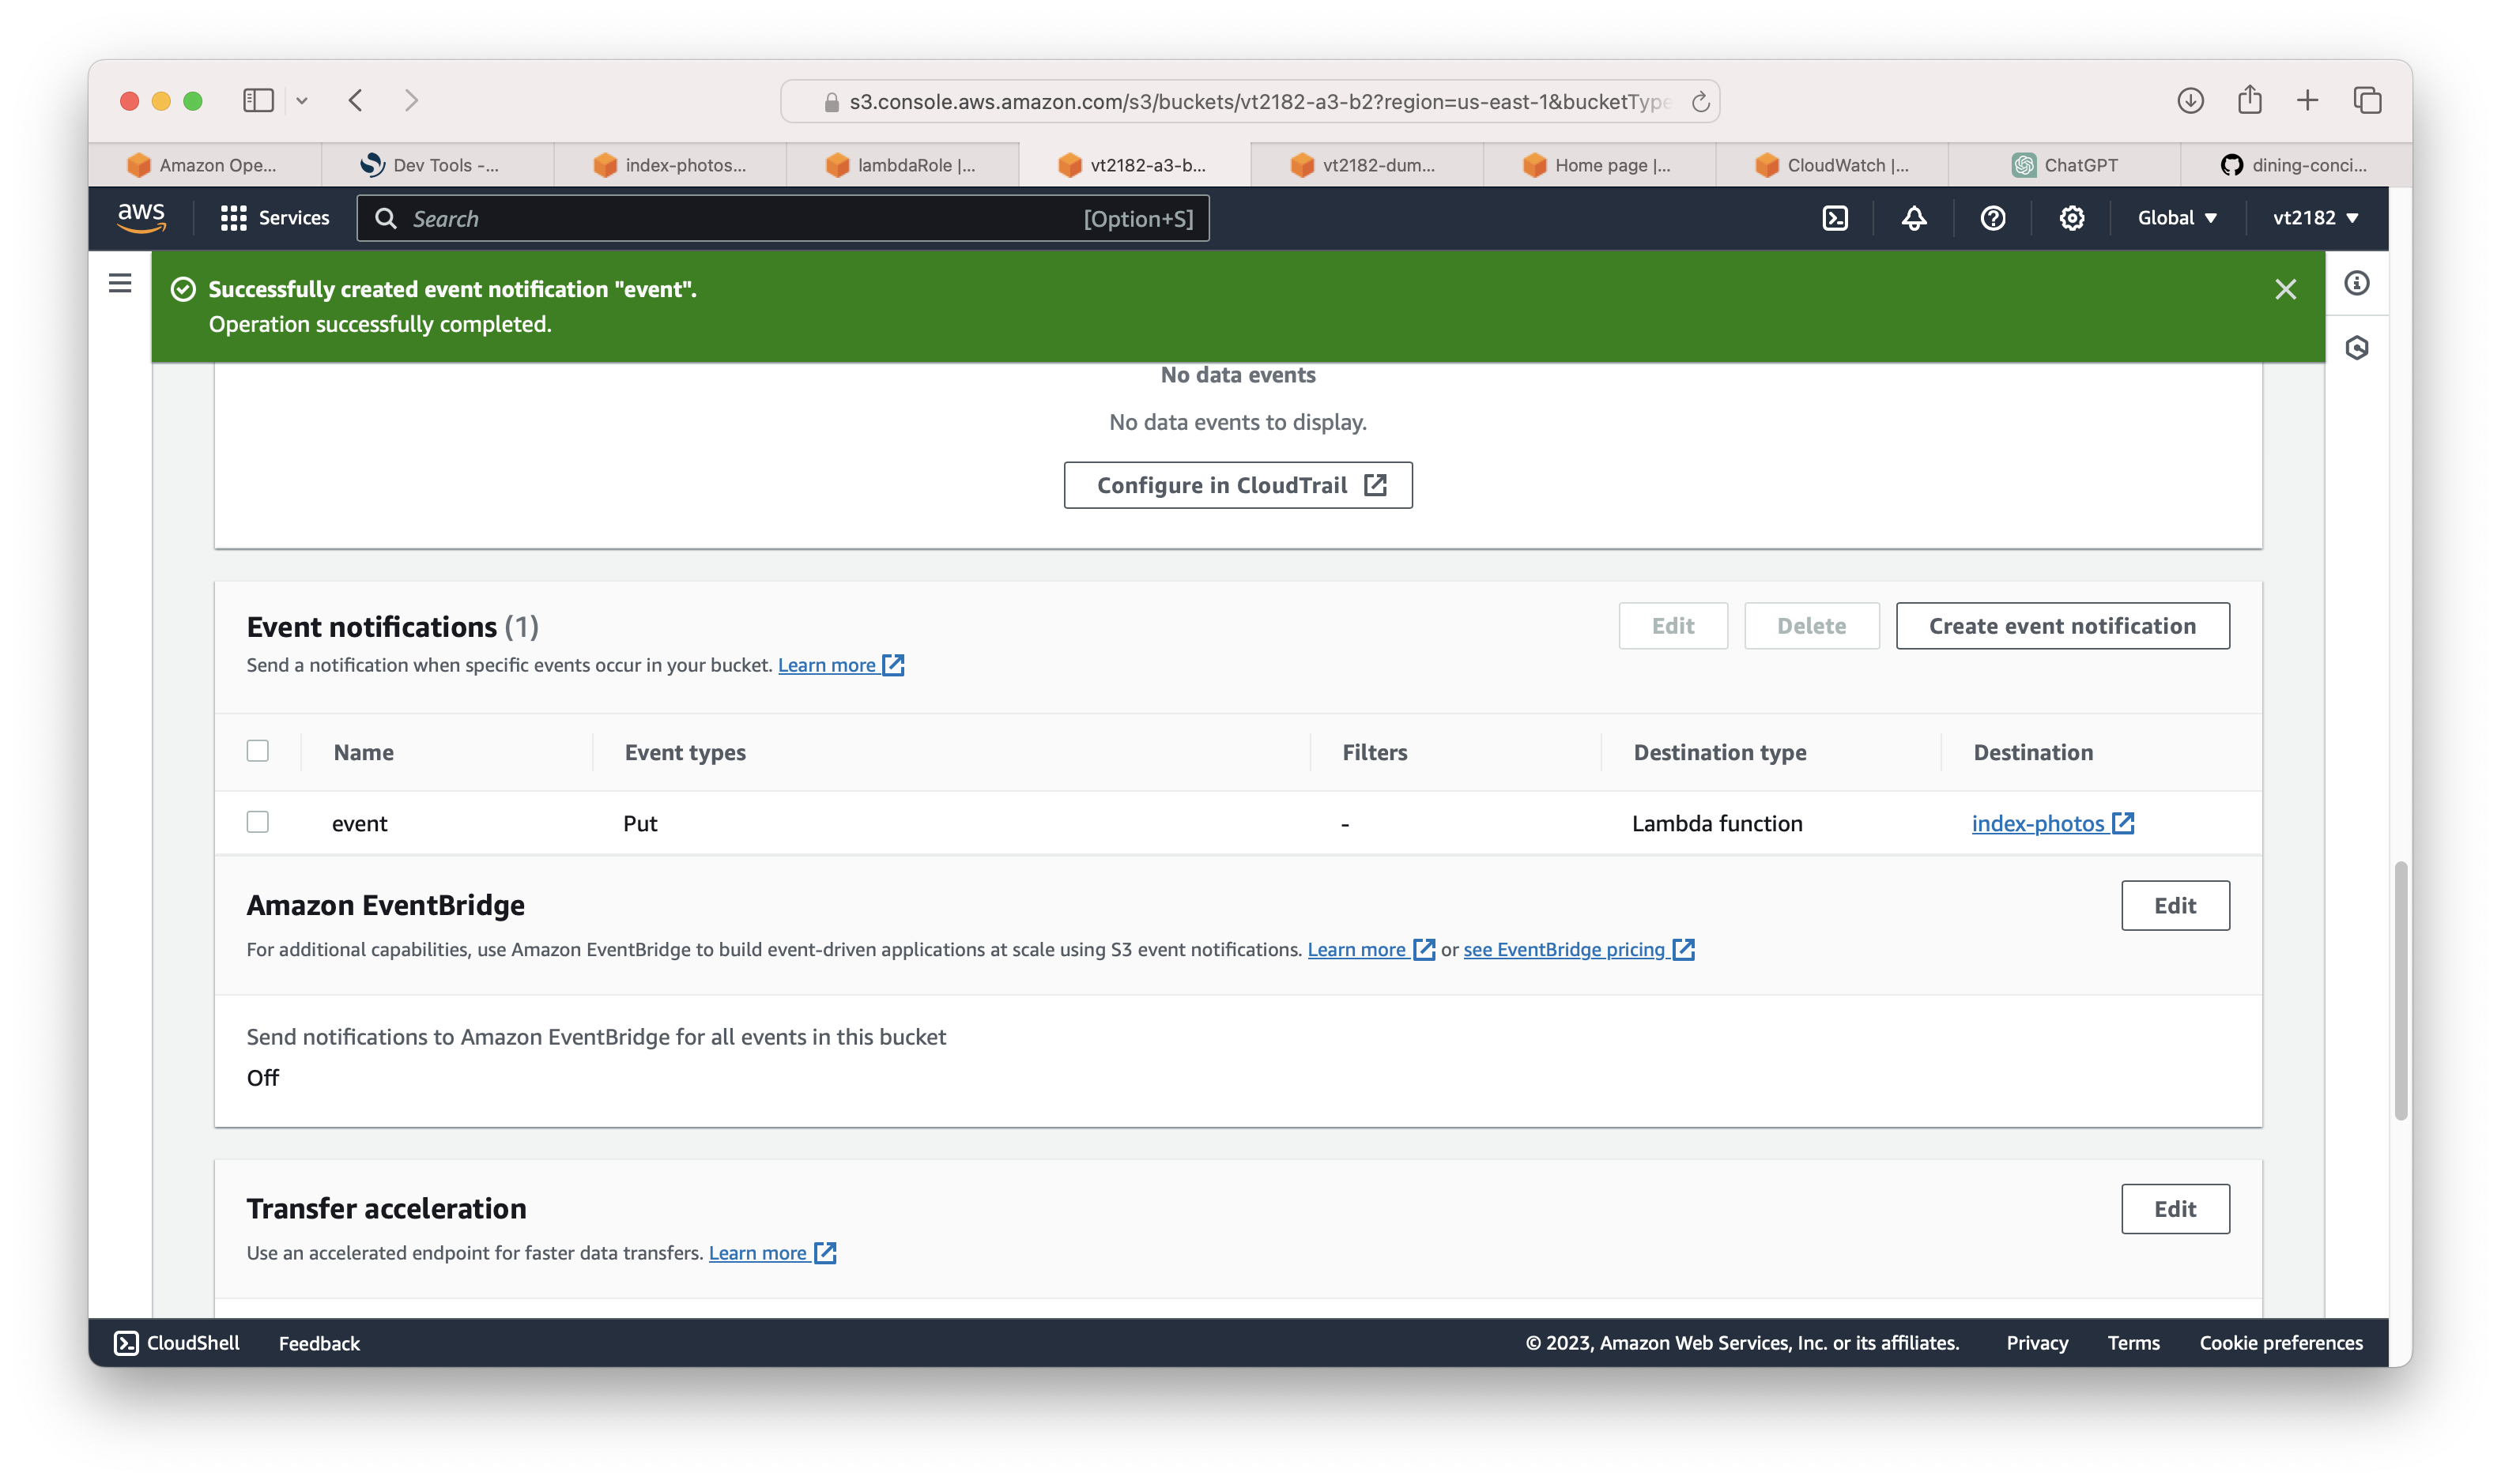 s3.console.aws.amazon.com/s3/buckets/vt2182-a3-b2?region=us-east-1&bucketType
Amazon Ope...
Dev Tools -...
index-photos...
lambdaRole |...
vt2182-a3-b...
vt2182-dum...
Home page |...
CloudWatch |...
ChatGPT
dining-conci...
aws
Services
Search
[Option+S]
Global
vt2182
Successfully created event notification "event".
Operation successfully completed.
No data events
No data events to display.
Configure in CloudTrail
Event notifications (1)
Edit
Delete
Create event notification
Send a notification when specific events occur in your bucket. Learn more
Name
Event types
Filters
Destination type
Destination
event
Put
-
Lambda function
index-photos
Amazon EventBridge
Edit
For additional capabilities, use Amazon EventBridge to build event-driven applications at scale using S3 event notifications. Learn more or see EventBridge pricing
Send notifications to Amazon EventBridge for all events in this bucket
Off
Transfer acceleration
Edit
Use an accelerated endpoint for faster data transfers. Learn more
CloudShell
Feedback
© 2023, Amazon Web Services, Inc. or its affiliates.
Privacy
Terms
Cookie preferences